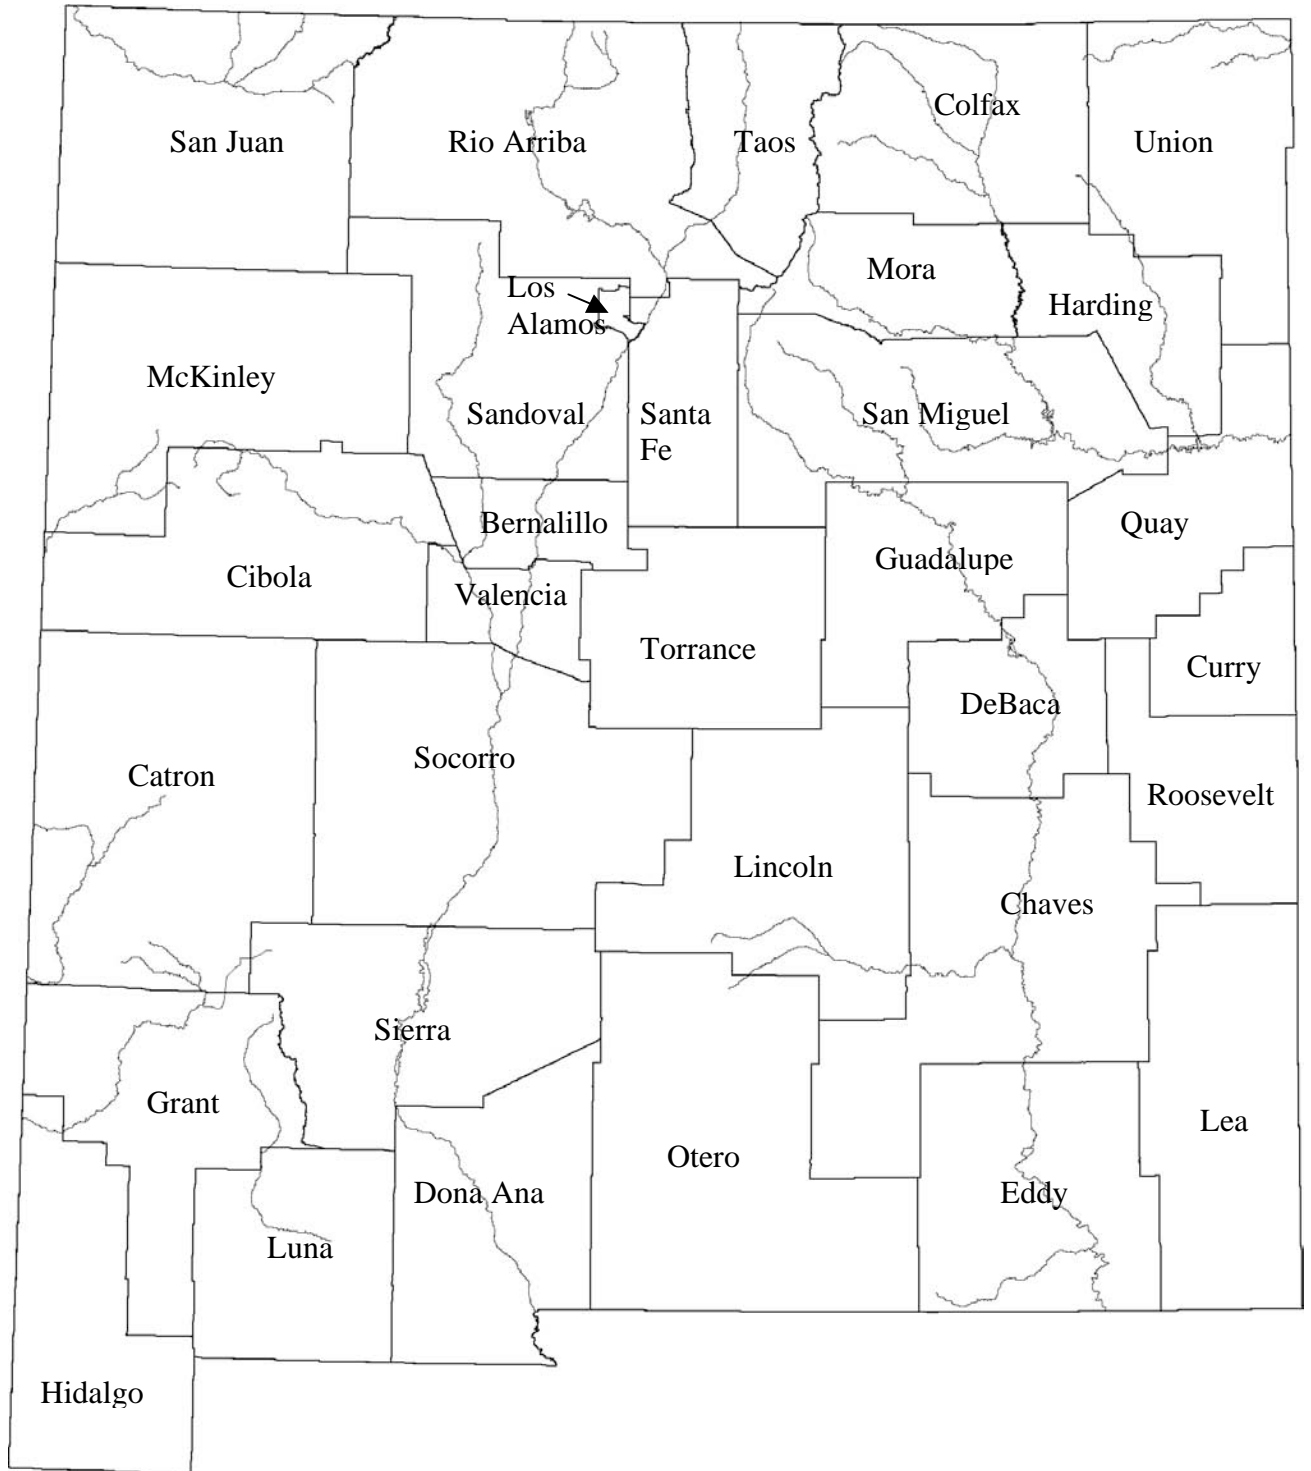 Colfax
San Juan
Rio Arriba
Taos
Union
Mora
Los
Alamos
Harding
McKinley
Sandoval
Santa
Fe
San Miguel
Bernalillo
Quay
Guadalupe
Cibola
Valencia
Torrance
Curry
DeBaca
Socorro
Catron
Roosevelt
Lincoln
Chaves
Sierra
Grant
Lea
Otero
Dona Ana
Eddy
Luna
Hidalgo